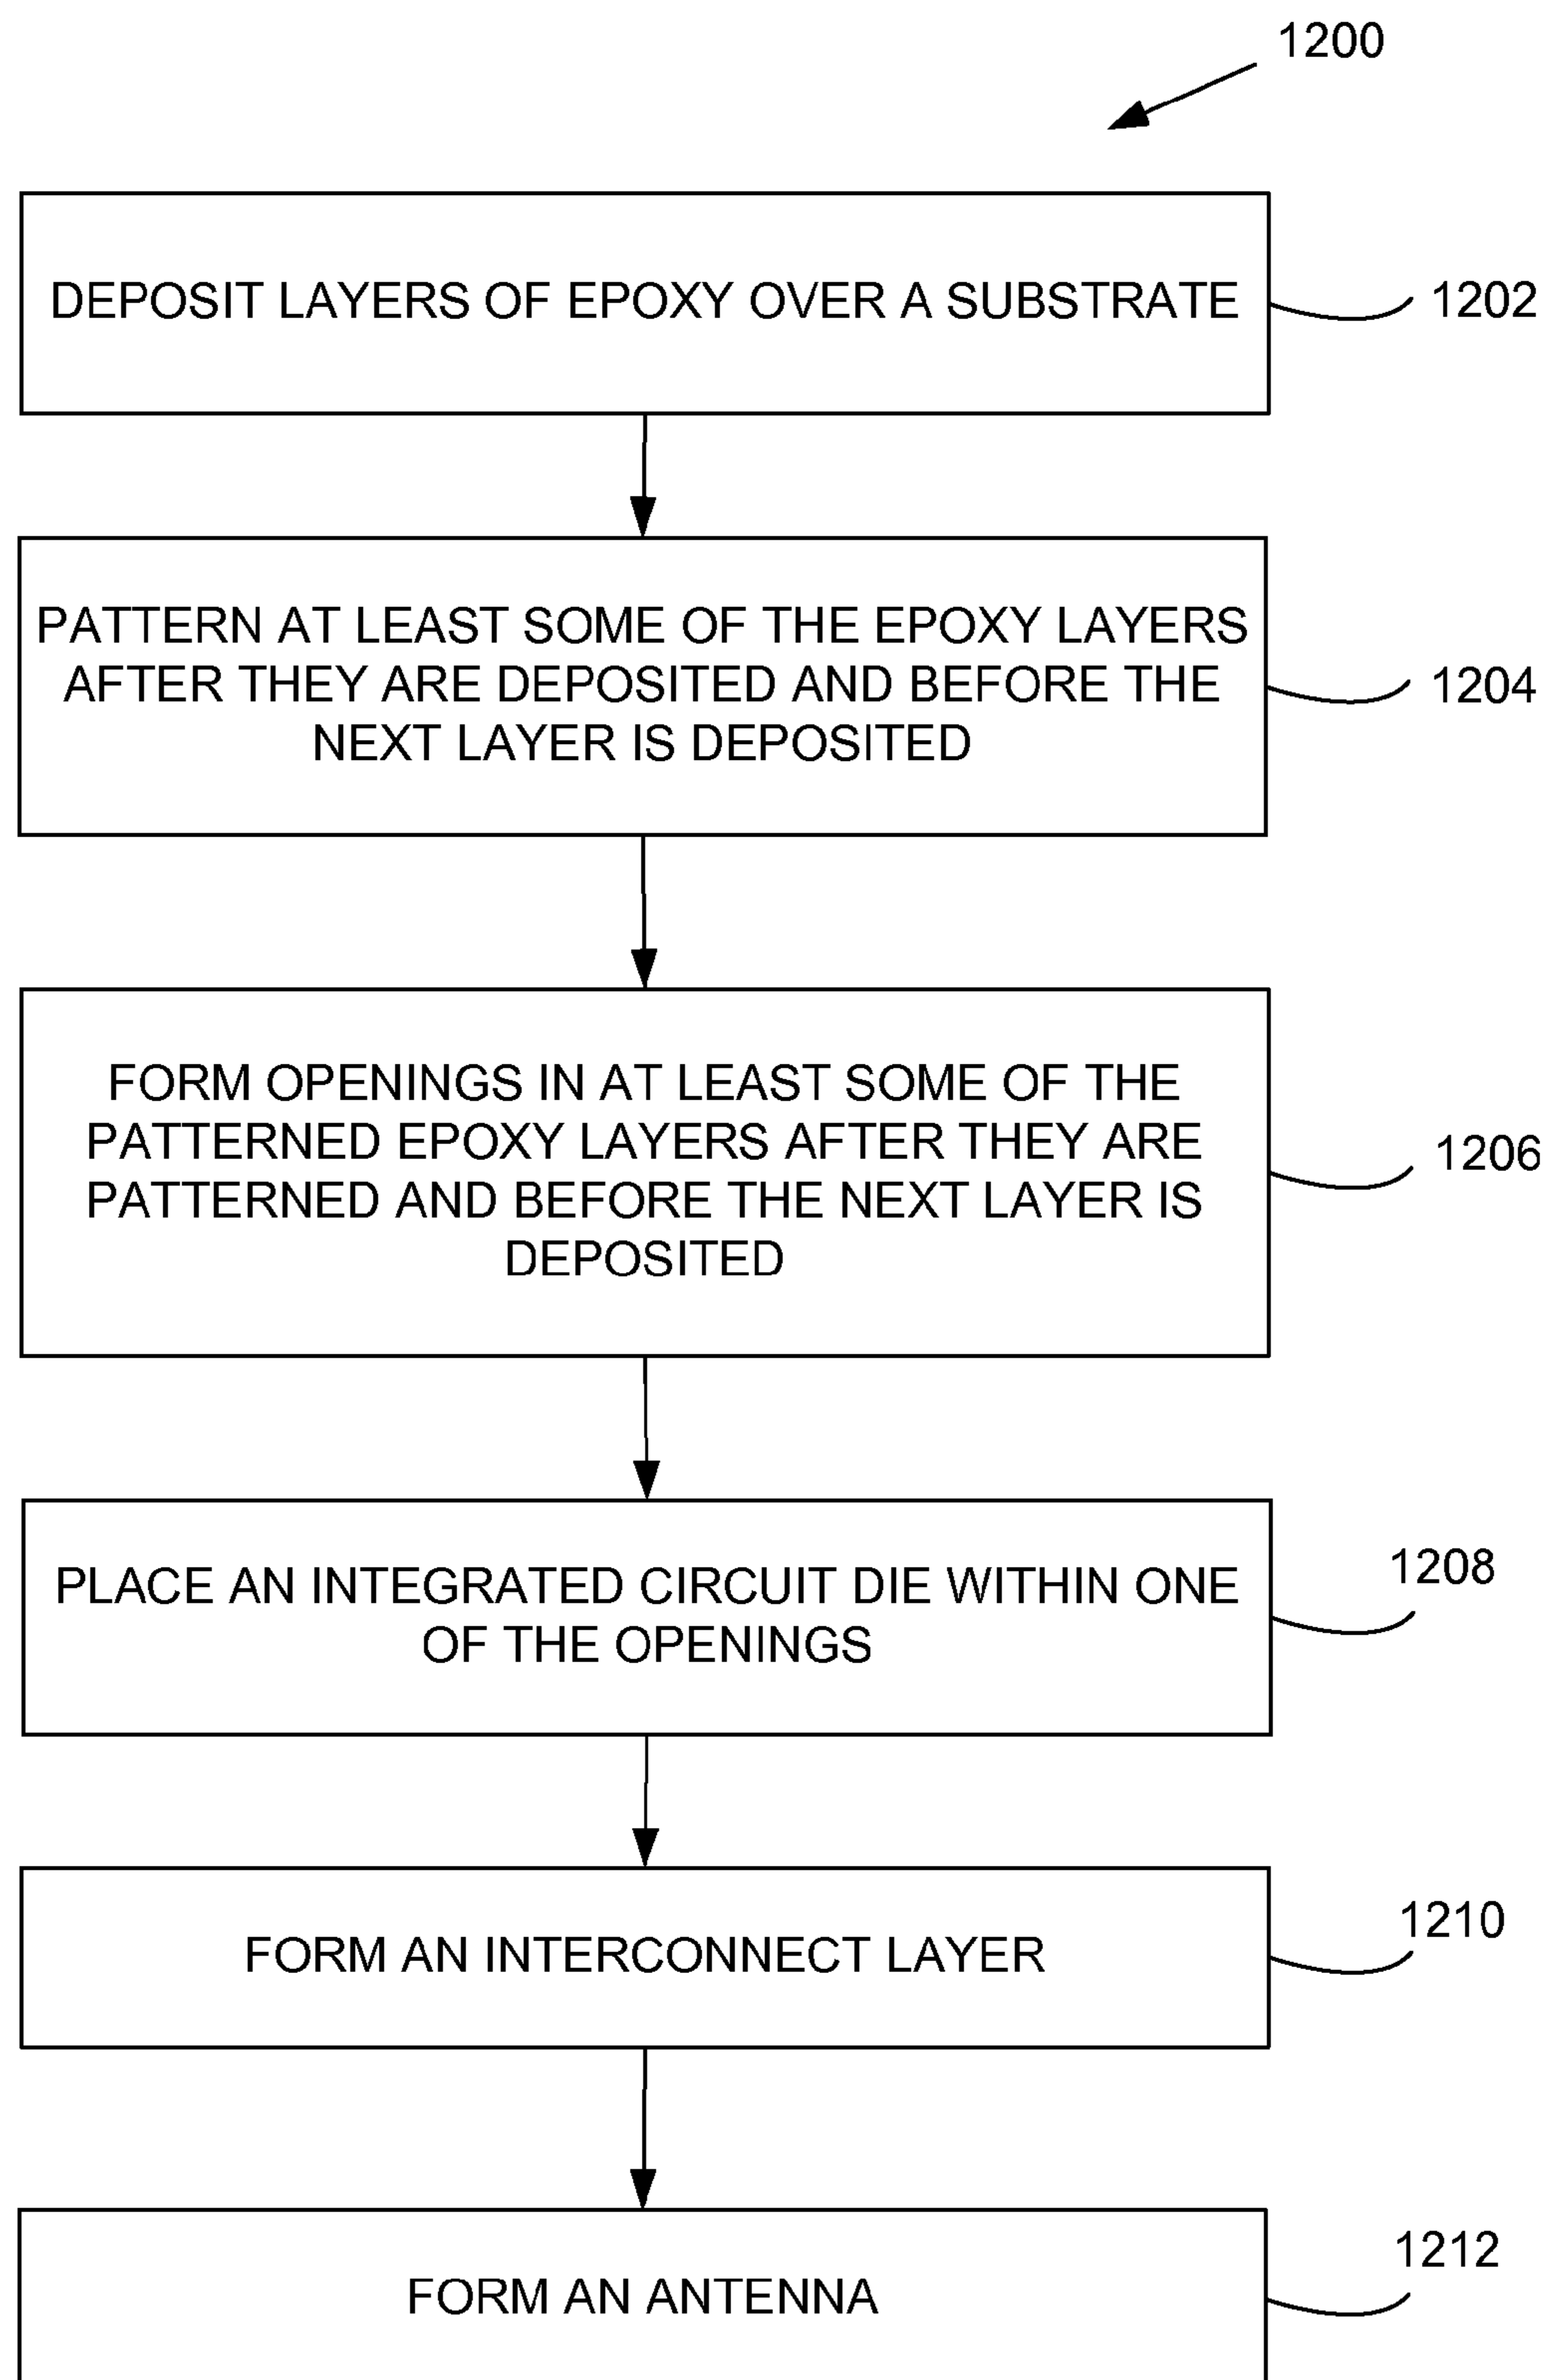 1200
DEPOSIT LAYERS OF EPOXY OVER A SUBSTRATE
1202
PATTERN AT LEAST SOME OF THE EPOXY LAYERS
AFTER THEY ARE DEPOSITED AND BEFORE THE
NEXT LAYER IS DEPOSITED
1204
FORM OPENINGS IN AT LEAST SOME OF THE
PATTERNED EPOXY LAYERS AFTER THEY ARE
PATTERNED AND BEFORE THE NEXT LAYER IS
DEPOSITED
1206
PLACE AN INTEGRATED CIRCUIT DIE WITHIN ONE
OF THE OPENINGS
1208
FORM AN INTERCONNECT LAYER
1210
FORM AN ANTENNA
1212